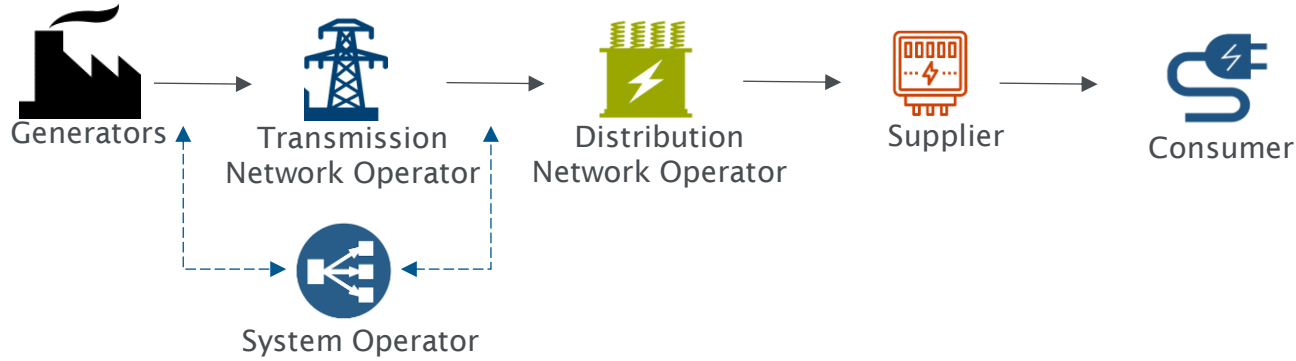 Generators
Transmission
Network Operator
Distribution
Network Operator
Supplier
Consumer
System Operator